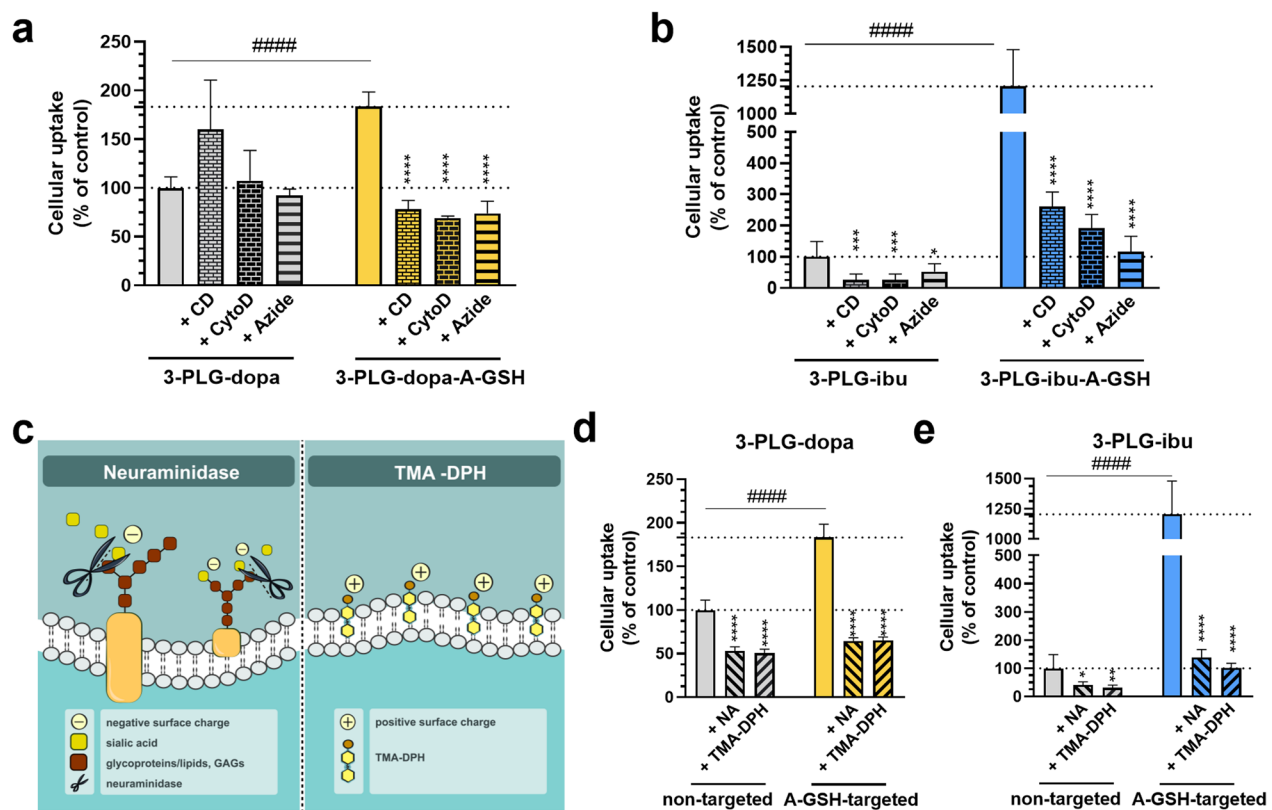 a
250
200
150
100
50
0
Cellular uptake
(% of control)
####
****
****
****
+ CD
+ CytoD
+ Azide
+ CD
+ CytoD
+ Azide
3-PLG-dopa
3-PLG-dopa-A-GSH
b
1500
1250
1000
500
400
300
200
100
0
Cellular uptake
(% of control)
####
***
***
*
****
****
****
+ CD
+ CytoD
+ Azide
+ CD
+ CytoD
+ Azide
3-PLG-ibu
3-PLG-ibu-A-GSH
c
Neuraminidase
negative surface charge
sialic acid
glycoproteins/lipids, GAGs
neuraminidase
TMA -DPH
positive surface charge
TMA-DPH
d
3-PLG-dopa
250
200
150
100
50
0
Cellular uptake
(% of control)
####
****
****
****
****
+ NA
+ TMA-DPH
+ NA
+ TMA-DPH
non-targeted
A-GSH-targeted
e
3-PLG-ibu
1500
1250
1000
500
400
300
200
100
0
Cellular uptake
(% of control)
####
*
**
****
****
+ NA
+ TMA-DPH
+ NA
+ TMA-DPH
non-targeted
A-GSH-targeted